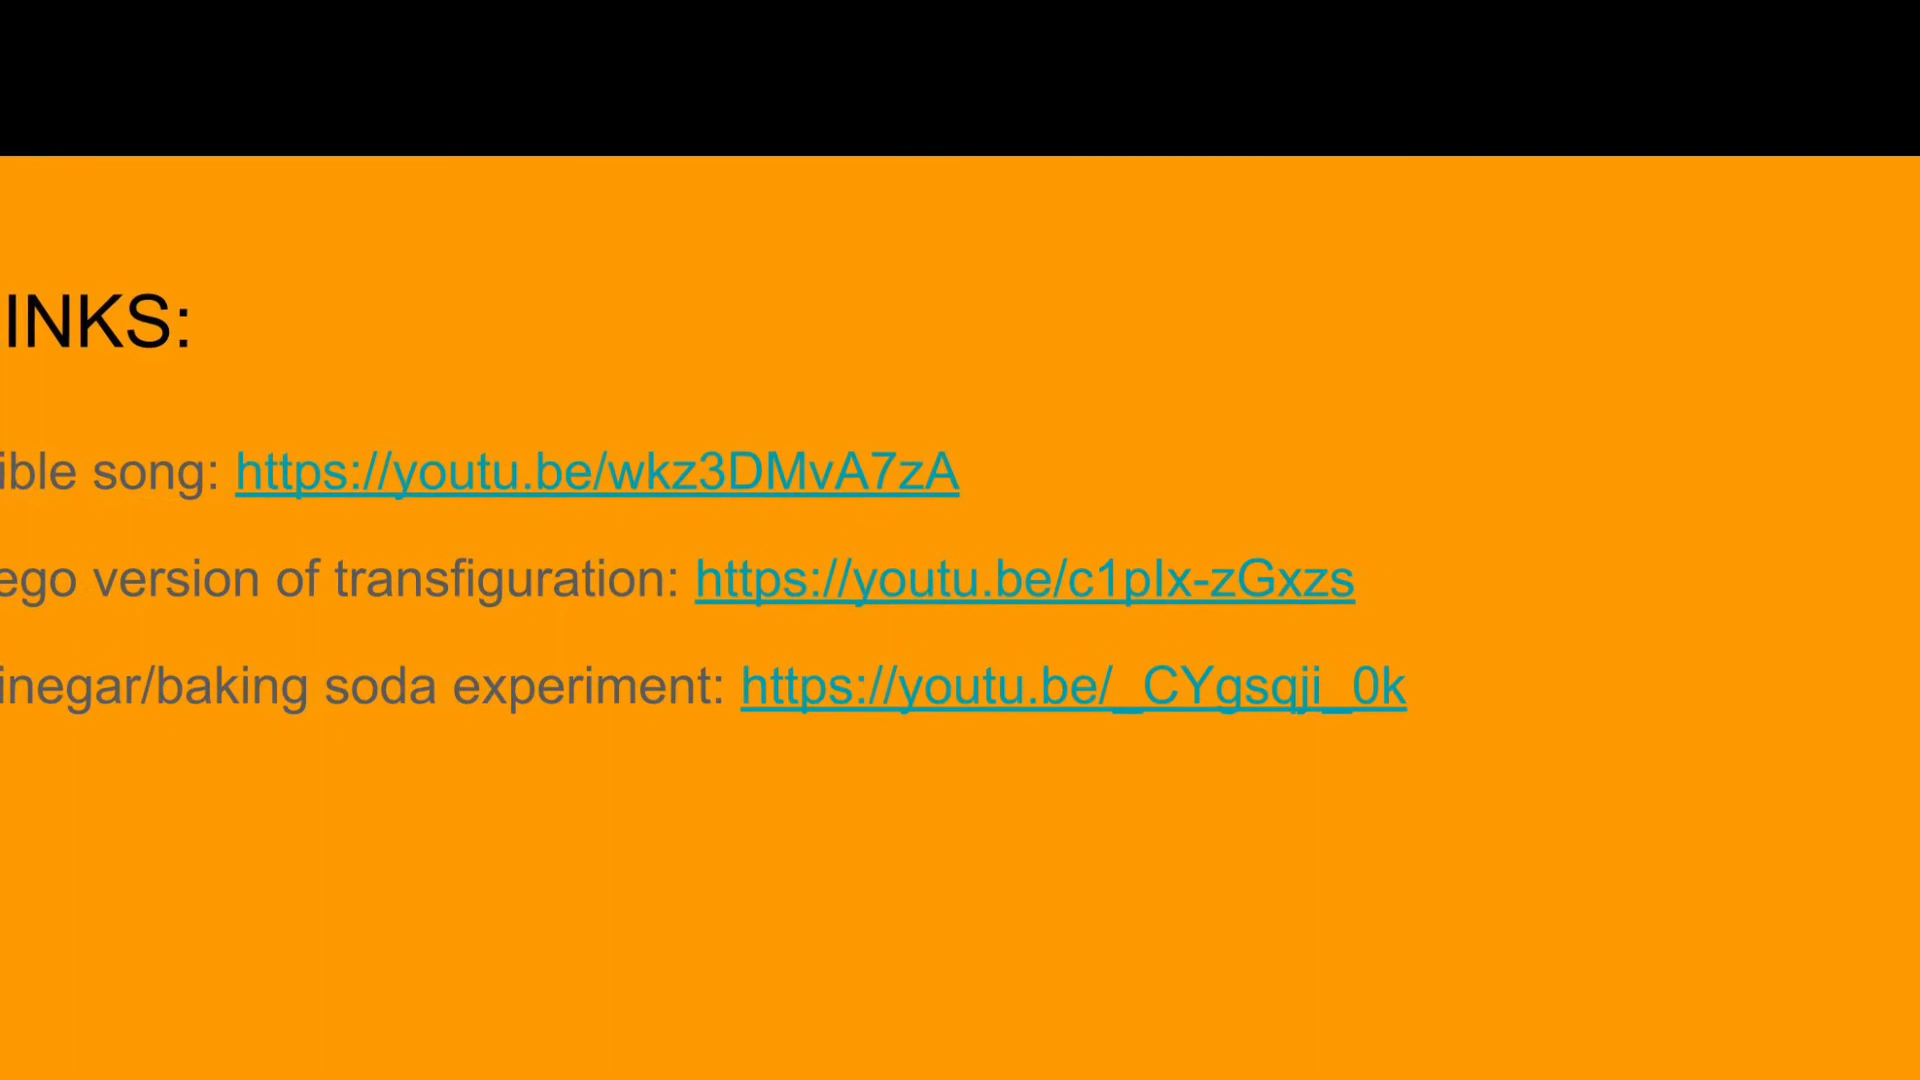 INKS:
ible song: https://youtu.be/wkz3DMvA7zA
ego version of transfiguration: https://youtu.be/c1pIx-zGxzs
inegar/baking soda experiment: https://youtu.be/_CYgsqji_0k